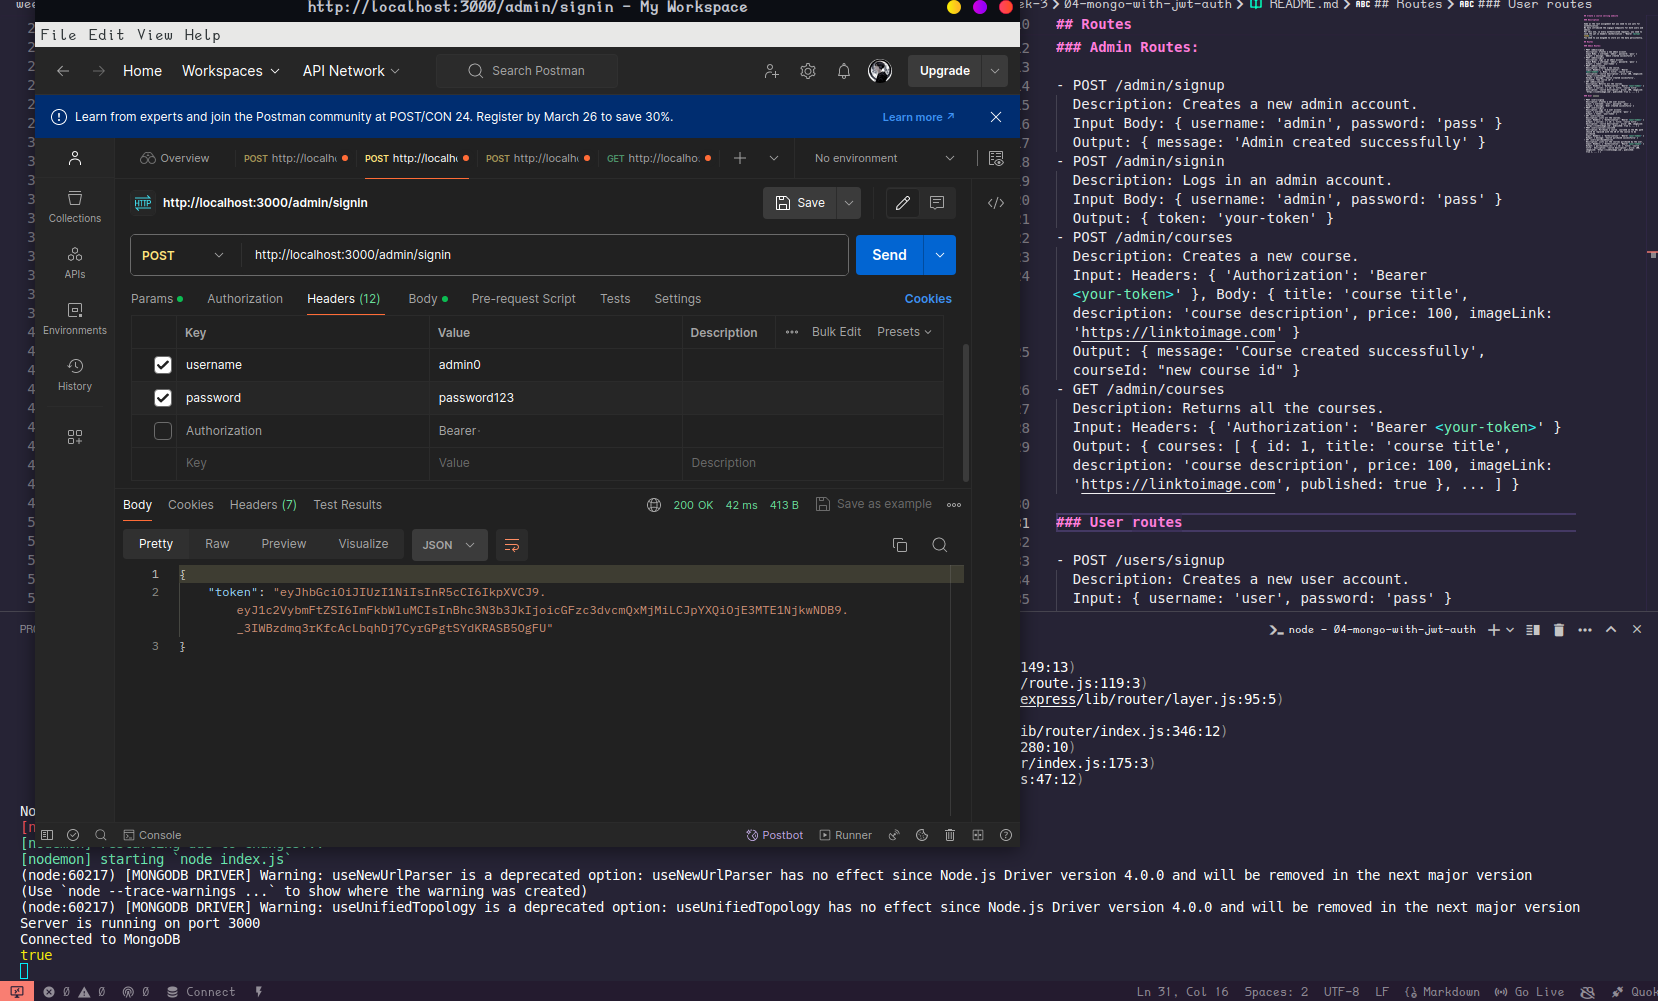 http://localhost:3000/admin/signin - My Workspace
File Edit View Help
Home Workspaces API Network Search Postman Upgrade
Learn from experts and join the Postman community at POST/CON 24. Register by March 26 to save 30%. Learn more
Overview POST http://localh POST http://localh POST http://localh GET http://localho. No environment
Collections
APIs
Environments
History
HTTP http://localhost:3000/admin/signin Save
POST http://localhost:3000/admin/signin Send
Params Authorization Headers (12) Body Pre-request Script Tests Settings Cookies
Key Value Description Bulk Edit Presets
username admin0
password password123
Authorization Bearer
Key Value Description
Body Cookies Headers (7) Test Results 200 OK 42 ms 413 B Save as example
Pretty Raw Preview Visualize JSON
1 {
2 "token": "eyJhbGciOiJIUzI1NiIsInR5cCI6IkpXVCJ9.
eyJ1c2VybmFtZSI6ImFkbWluMCIsInBhc3N3b3JkIjoicGFzc3dvcmQxMjMiLCJpYXQiOjE3MTE1NjkwNDB9.
_3IWBzdmq3rKfcAcLbqhDj7CyrGPgtSYdKRASB5OgFU"
3 }
Console Postbot Runner
04-mongo-with-jwt-auth > README.md > ## Routes > ### User routes
## Routes
### Admin Routes:
- POST /admin/signup
Description: Creates a new admin account.
Input Body: { username: 'admin', password: 'pass' }
Output: { message: 'Admin created successfully' }
- POST /admin/signin
Description: Logs in an admin account.
Input Body: { username: 'admin', password: 'pass' }
Output: { token: 'your-token' }
- POST /admin/courses
Description: Creates a new course.
Input: Headers: { 'Authorization': 'Bearer
<your-token>' }, Body: { title: 'course title',
description: 'course description', price: 100, imageLink:
'https://linktoimage.com' }
Output: { message: 'Course created successfully',
courseId: "new course id" }
- GET /admin/courses
Description: Returns all the courses.
Input: Headers: { 'Authorization': 'Bearer <your-token>' }
Output: { courses: [ { id: 1, title: 'course title',
description: 'course description', price: 100, imageLink:
'https://linktoimage.com', published: true }, ... ] }
### User routes
- POST /users/signup
Description: Creates a new user account.
Input: { username: 'user', password: 'pass' }
node - 04-mongo-with-jwt-auth
149:13)
/route.js:119:3)
express/lib/router/layer.js:95:5)
ib/router/index.js:346:12)
280:10)
r/index.js:175:3)
s:47:12)
No
[n
[nodemon] starting `node index.js`
(node:60217) [MONGODB DRIVER] Warning: useNewUrlParser is a deprecated option: useNewUrlParser has no effect since Node.js Driver version 4.0.0 and will be removed in the next major version
(Use `node --trace-warnings ...` to show where the warning was created)
(node:60217) [MONGODB DRIVER] Warning: useUnifiedTopology is a deprecated option: useUnifiedTopology has no effect since Node.js Driver version 4.0.0 and will be removed in the next major version
Server is running on port 3000
Connected to MongoDB
true
0 0 0 Connect Ln 31, Col 16 Spaces: 2 UTF-8 LF Markdown Go Live Quok